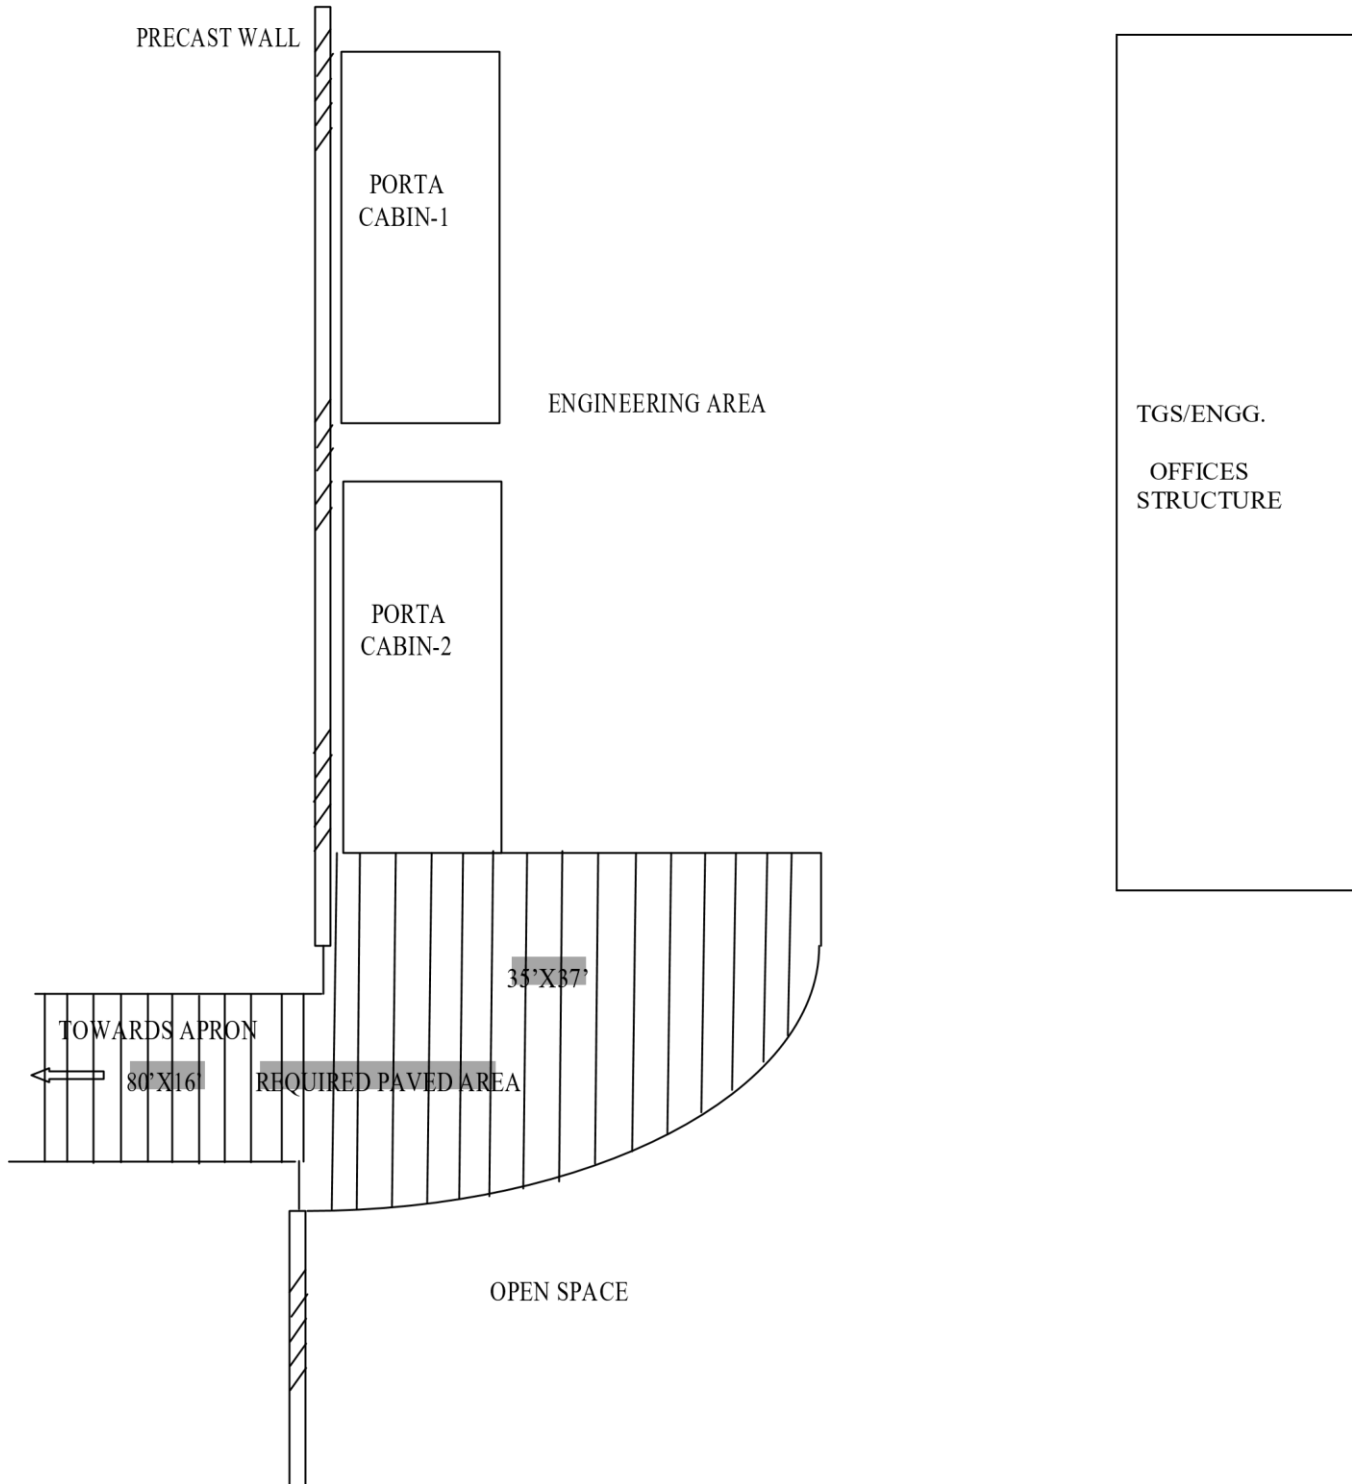 PRECAST WALL
PORTA
CABIN-1
ENGINEERING AREA
TGS/ENGG.
OFFICES
STRUCTURE
PORTA
CABIN-2
35’X37’
TOWARDS APRON
80’X16’
REQUIRED PAVED AREA
OPEN SPACE